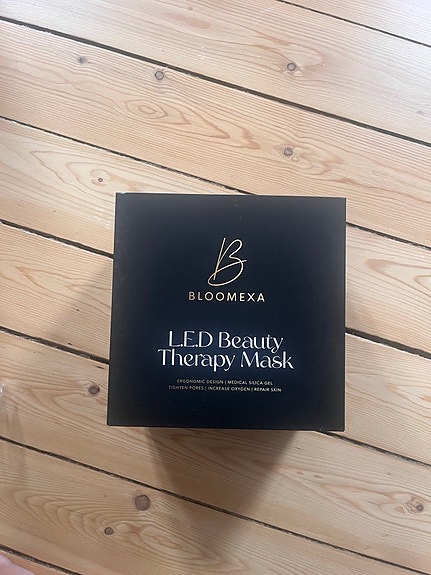 B
BLOOMEXA
L.E.D Beauty
Therapy Mask
ERGONOMIC DESIGN | MEDICAL SILICA GEL
TIGHTEN PORES | INCREASE OXYGEN | REPAIR SKIN